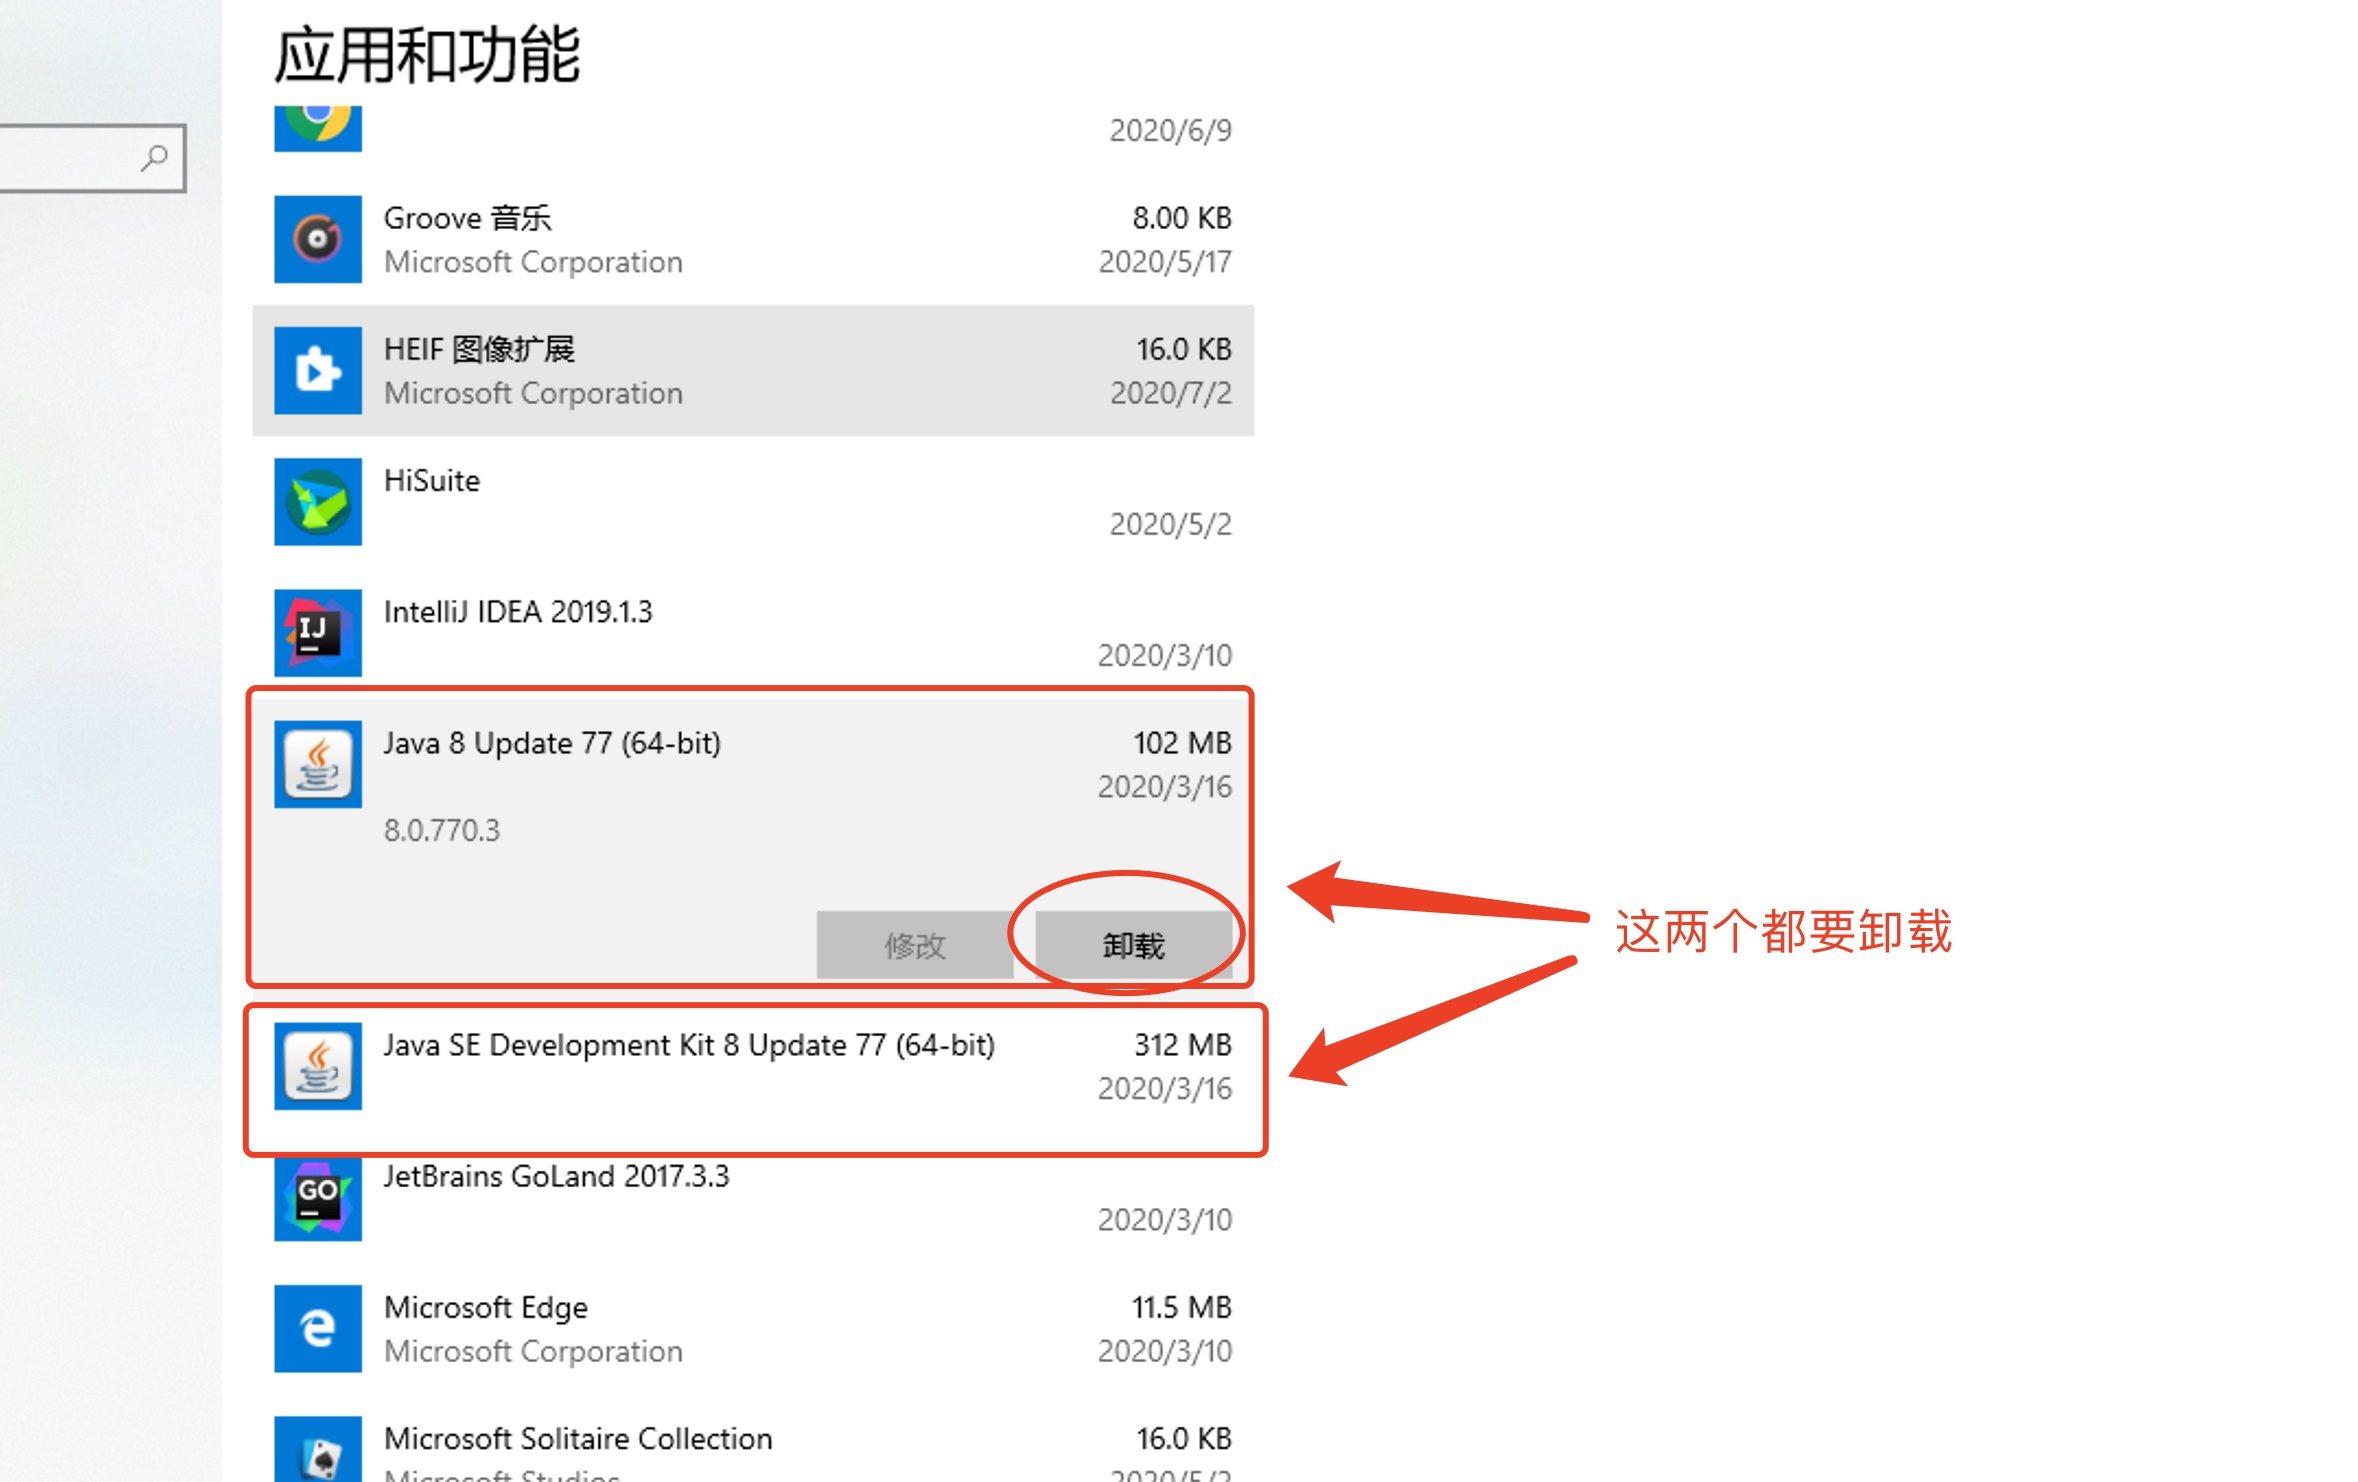 应用和功能
2020/6/9
Groove 音乐
8.00 KB
Microsoft Corporation
2020/5/17
HEIF 图像扩展
16.0 KB
Microsoft Corporation
2020/7/2
HiSuite
2020/5/2
IJ
IntelliJ IDEA 2019.1.3
2020/3/10
Java 8 Update 77 (64-bit)
102 MB
2020/3/16
8.0.770.3
修改
卸载
这两个都要卸载
Java SE Development Kit 8 Update 77 (64-bit)
312 MB
2020/3/16
GO
JetBrains GoLand 2017.3.3
2020/3/10
Microsoft Edge
11.5 MB
Microsoft Corporation
2020/3/10
Microsoft Solitaire Collection
16.0 KB
Microsoft Studios